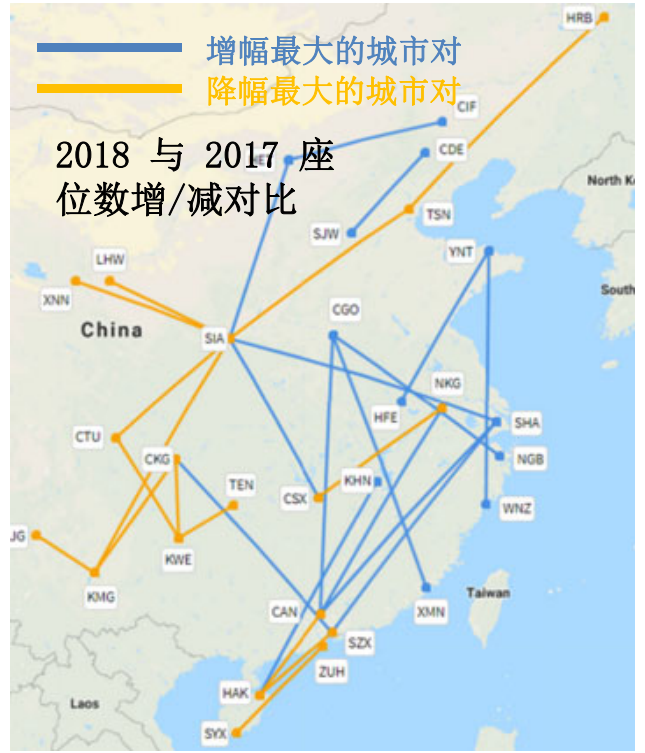 HRB
增幅最大的城市对
降幅最大的城市对
CIF
CDE
2018 与 2017 座
位数增/减对比
North K
TSN
SJW
YNT
LHW
South
XNN
CGO
China
SIA
NKG
HFE
SHA
CTU
CKG
NGB
TEN
KHN
CSX
WNZ
JG
KWE
KMG
Taiwan
CAN
XMN
SZX
ZUH
HAK
Laos
SYX